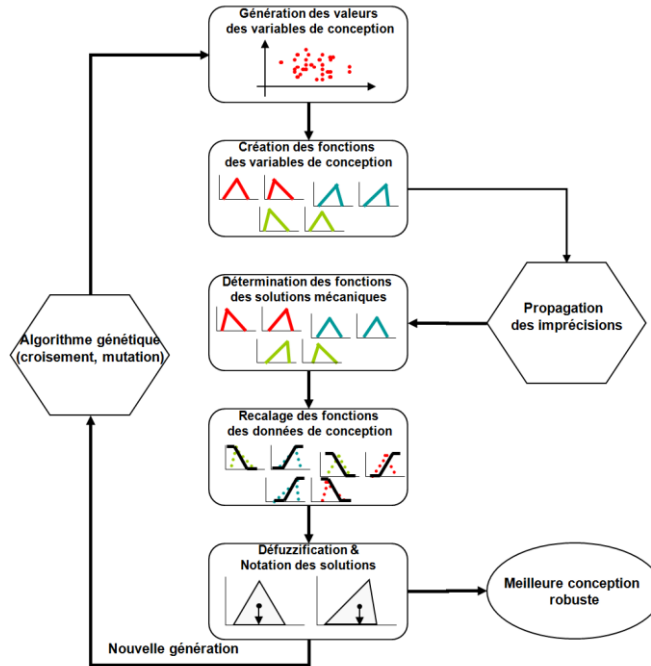 Génération des valeurs
des variables de conception
Création des fonctions
des variables de conception
Détermination des fonctions
des solutions mécaniques
Propagation
des imprécisions
Algorithme génétique
(croisement, mutation)
Recalage des fonctions
des données de conception
Défuzzification &
Notation des solutions
Meilleure conception
robuste
Nouvelle génération